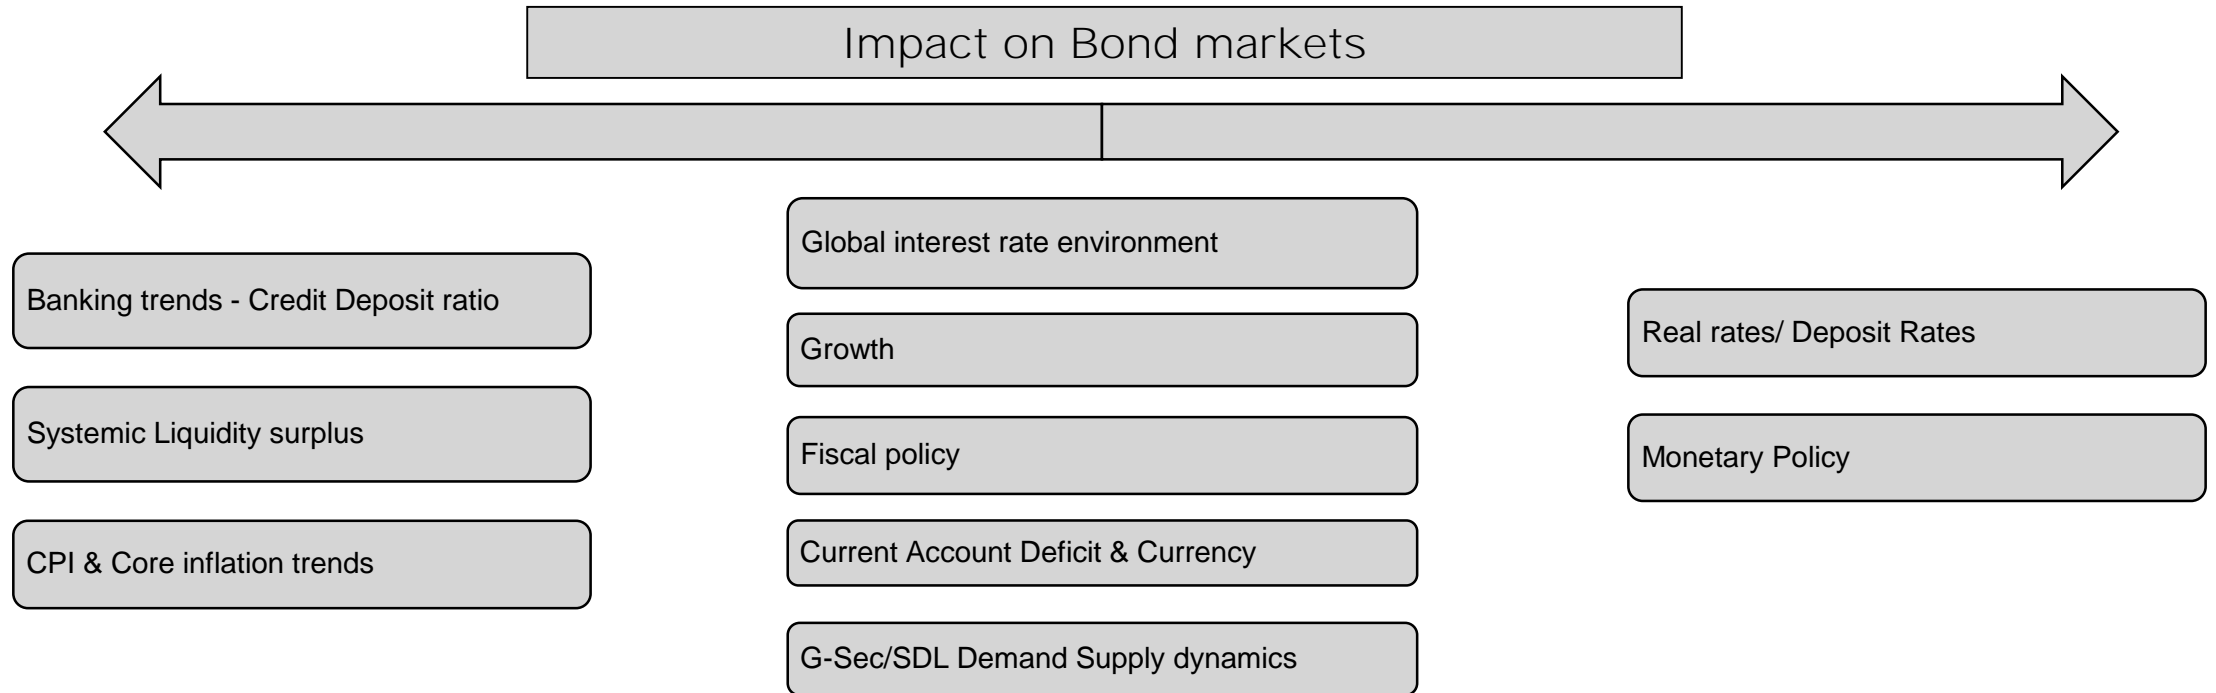 Impact on Bond markets
Banking trends - Credit Deposit ratio
Systemic Liquidity surplus
CPI & Core inflation trends
Global interest rate environment
Growth
Fiscal policy
Current Account Deficit & Currency
G-Sec/SDL Demand Supply dynamics
Real rates/ Deposit Rates
Monetary Policy